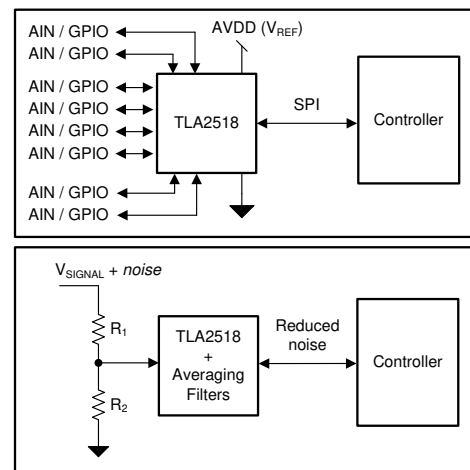 AIN / GPIO
AIN / GPIO
AIN / GPIO
AIN / GPIO
AIN / GPIO
AIN / GPIO
AIN / GPIO
AIN / GPIO
AVDD (VREF)
TLA2518
SPI
Controller
VSIGNAL + noise
R1
R2
TLA2518
+
Averaging
Filters
Reduced
noise
Controller